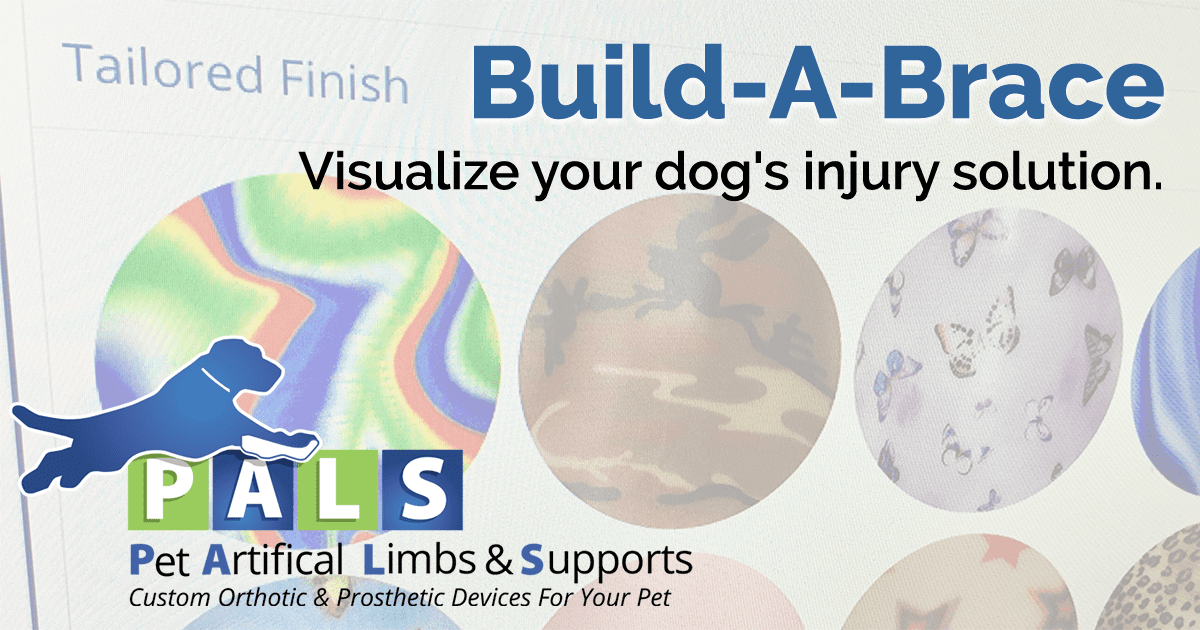 Tailored Finish
Build-A-Brace
Visualize your dog's injury solution.
PALS
Pet Artifical Limbs & Supports
Custom Orthotic & Prosthetic Devices For Your Pet